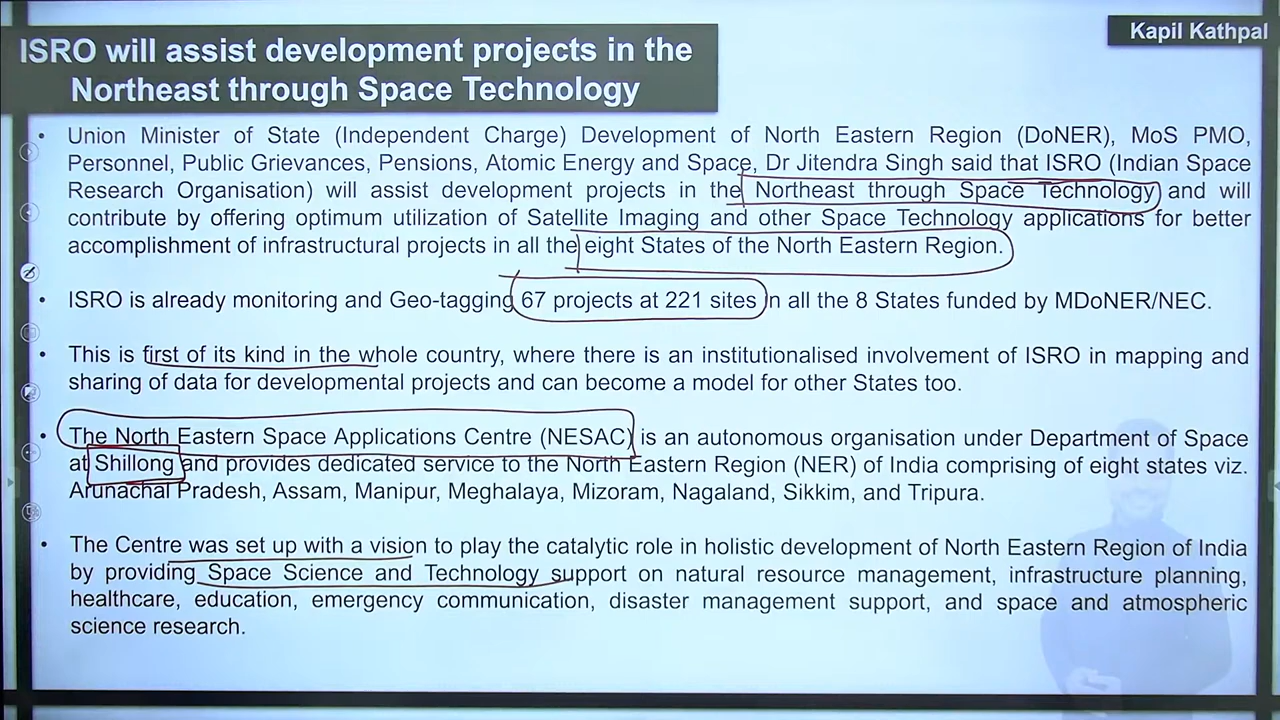 Kapil Kathpal
ISRO will assist development projects in the
Northeast through Space Technology
• Union Minister of State (Independent Charge) Development of North Eastern Region (DoNER), MoS PMO,
Personnel, Public Grievances, Pensions, Atomic Energy and Space, Dr Jitendra Singh said that ISRO (Indian Space
Research Organisation) will assist development projects in the Northeast through Space Technology and will
contribute by offering optimum utilization of Satellite Imaging and other Space Technology applications for better
accomplishment of infrastructural projects in all the eight States of the North Eastern Region.
• ISRO is already monitoring and Geo-tagging 67 projects at 221 sites in all the 8 States funded by MDoNER/NEC.
• This is first of its kind in the whole country, where there is an institutionalised involvement of ISRO in mapping and
sharing of data for developmental projects and can become a model for other States too.
• The North Eastern Space Applications Centre (NESAC) is an autonomous organisation under Department of Space
at Shillong and provides dedicated service to the North Eastern Region (NER) of India comprising of eight states viz.
Arunachal Pradesh, Assam, Manipur, Meghalaya, Mizoram, Nagaland, Sikkim, and Tripura.
• The Centre was set up with a vision to play the catalytic role in holistic development of North Eastern Region of India
by providing Space Science and Technology support on natural resource management, infrastructure planning,
healthcare, education, emergency communication, disaster management support, and space and atmospheric
science research.